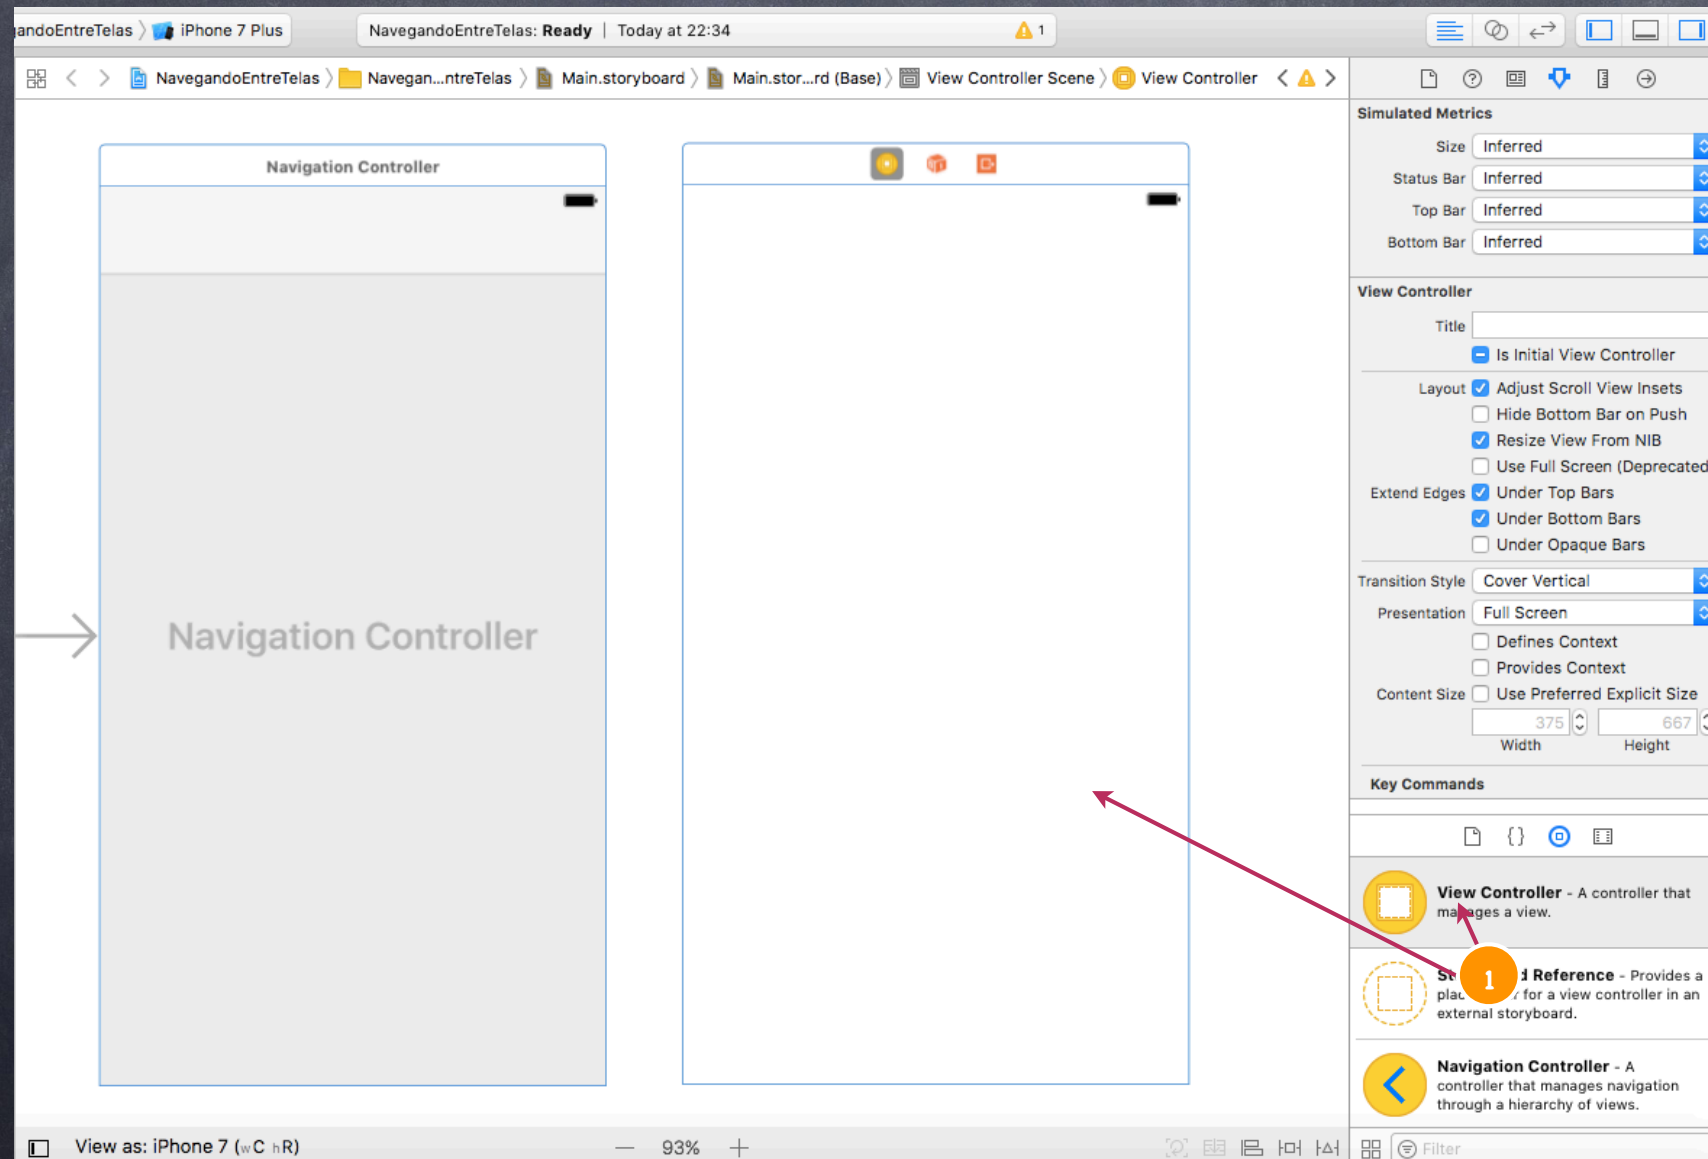 andoEntreTelas 〉 iPhone 7 Plus
NavegandoEntreTelas: Ready | Today at 22:34
1
NavegandoEntreTelas 〉 Navegan...ntreTelas 〉 Main.storyboard 〉 Main.stor...rd (Base) 〉 View Controller Scene 〉 View Controller
Navigation Controller
Navigation Controller
Simulated Metrics
Size Inferred
Status Bar Inferred
Top Bar Inferred
Bottom Bar Inferred
View Controller
Title
Is Initial View Controller
Layout Adjust Scroll View Insets
Hide Bottom Bar on Push
Resize View From NIB
Use Full Screen (Deprecated
Extend Edges Under Top Bars
Under Bottom Bars
Under Opaque Bars
Transition Style Cover Vertical
Presentation Full Screen
Defines Context
Provides Context
Content Size Use Preferred Explicit Size
375 667
Width Height
Key Commands
{}
View Controller - A controller that
manages a view.
1
Reference - Provides a
for a view controller in an
external storyboard.
Navigation Controller - A
controller that manages navigation
through a hierarchy of views.
View as: iPhone 7 (wC hR)
— 93% +
Filter